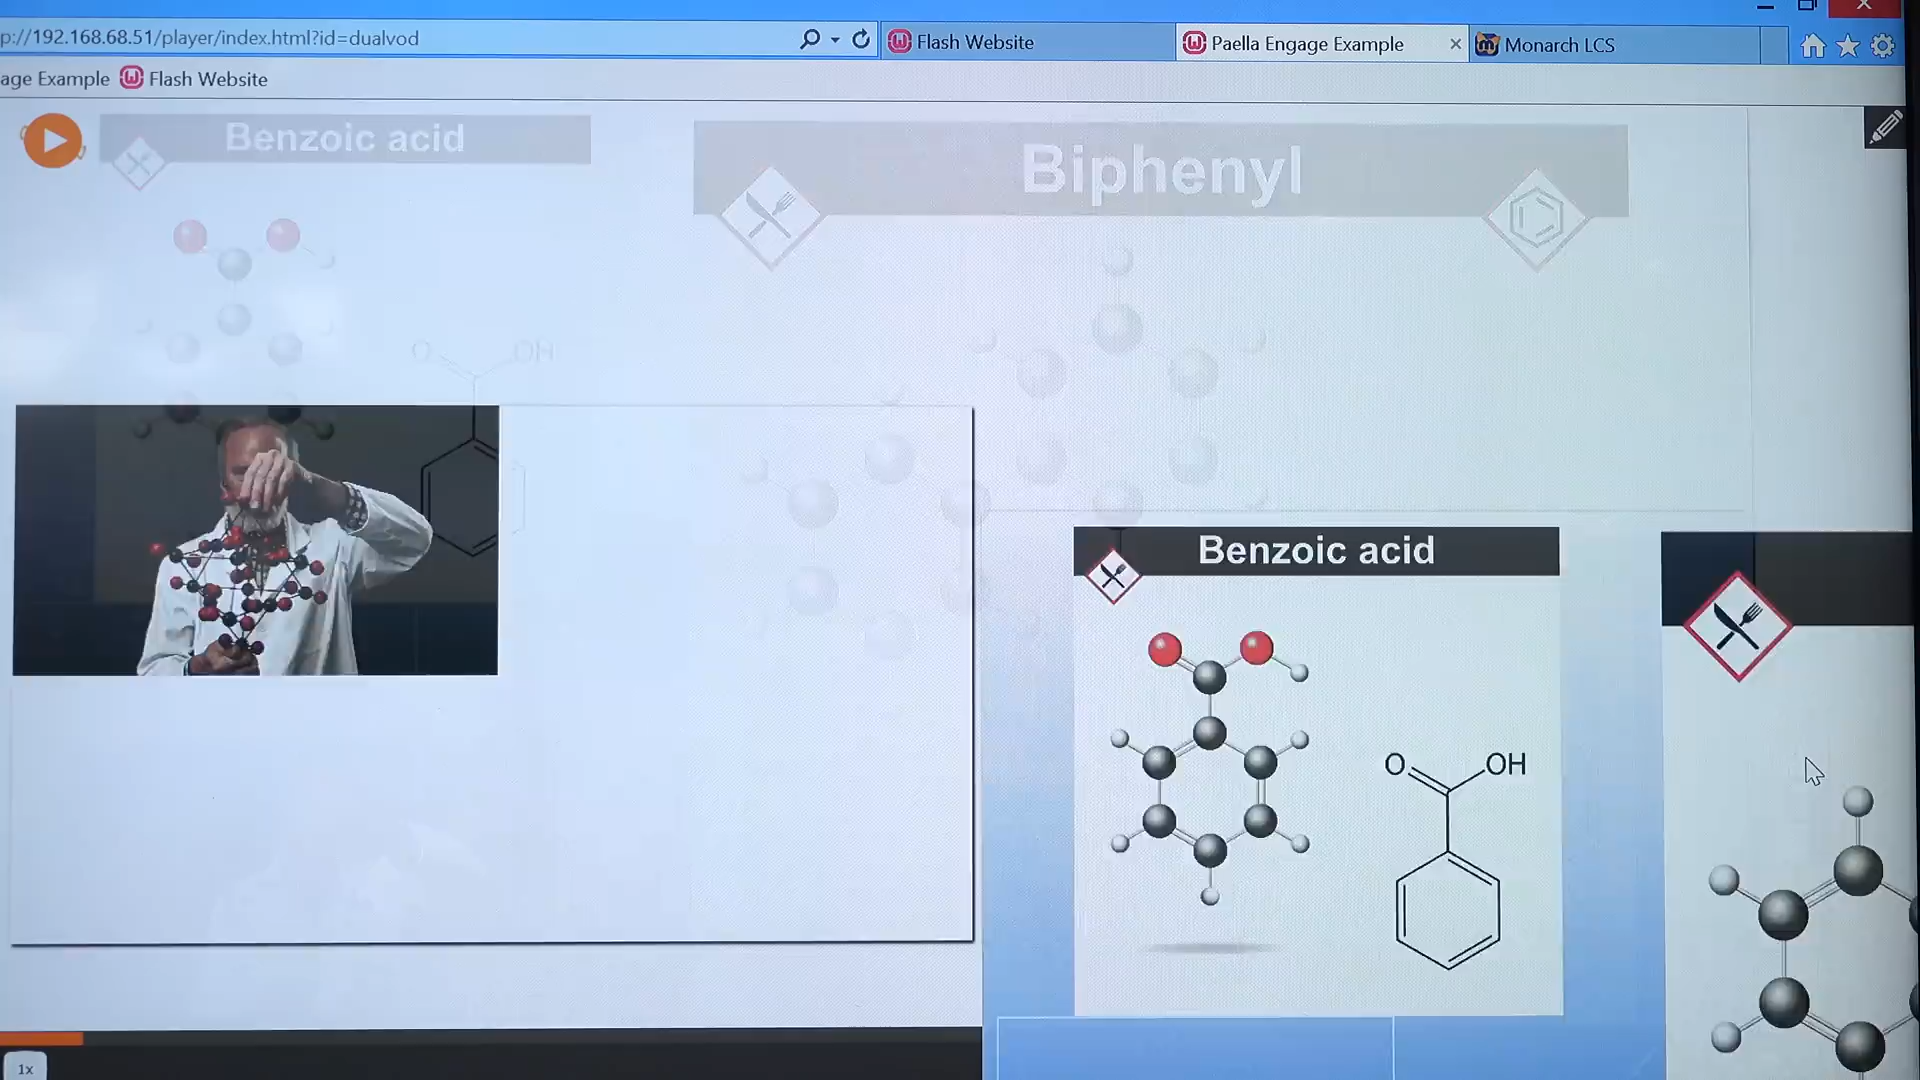 p://192.168.68.51/player/index.html?id=dualvod
Flash Website
Paella Engage Example
Monarch LCS
age Example
Flash Website
Benzoic acid
Biphenyl
O OH
Benzoic acid
O OH
1x